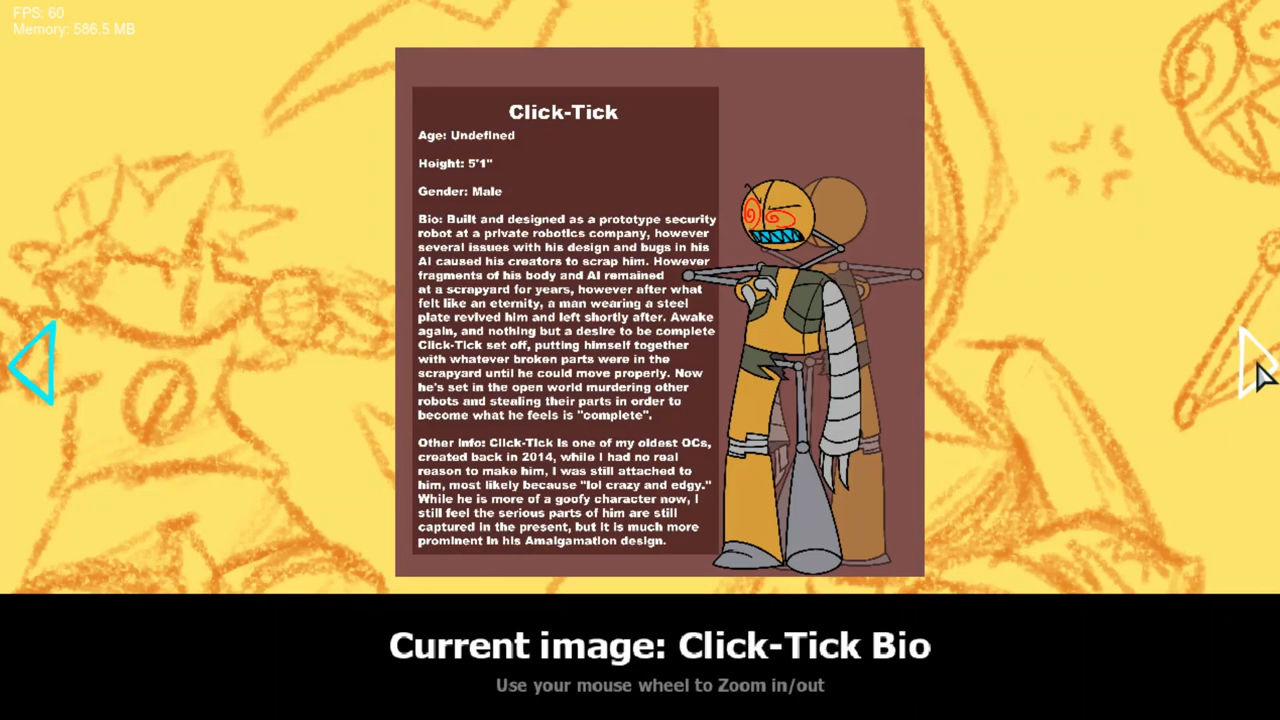 FPS: 60
Memory: 586.5 MB
Click-Tick
Age: Undefined
Height: 5'1"
Gender: Male
Bio: Built and designed as a prototype security
robot at a private robotics company, however
several issues with his design and bugs in his
AI caused his creators to scrap him. However
fragments of his body and AI remained
at a scrapyard for years, however after what
felt like an eternity, a man wearing a steel
plate revived him and left shortly after. Awake
again, and nothing but a desire to be complete
Click-Tick set off, putting himself together
with whatever broken parts were in the
scrapyard until he could move properly. Now
he's set in the open world murdering other
robots and stealing their parts in order to
become what he feels is "complete".
Other Info: Click-Tick is one of my oldest OCs,
created back in 2014, while I had no real
reason to make him, I was still attached to
him, most likely because "lol crazy and edgy."
While he is more of a goofy character now, I
still feel the serious parts of him are still
captured in the present, but it is much more
prominent in his Amalgamation design.
Current image: Click-Tick Bio
Use your mouse wheel to Zoom in/out